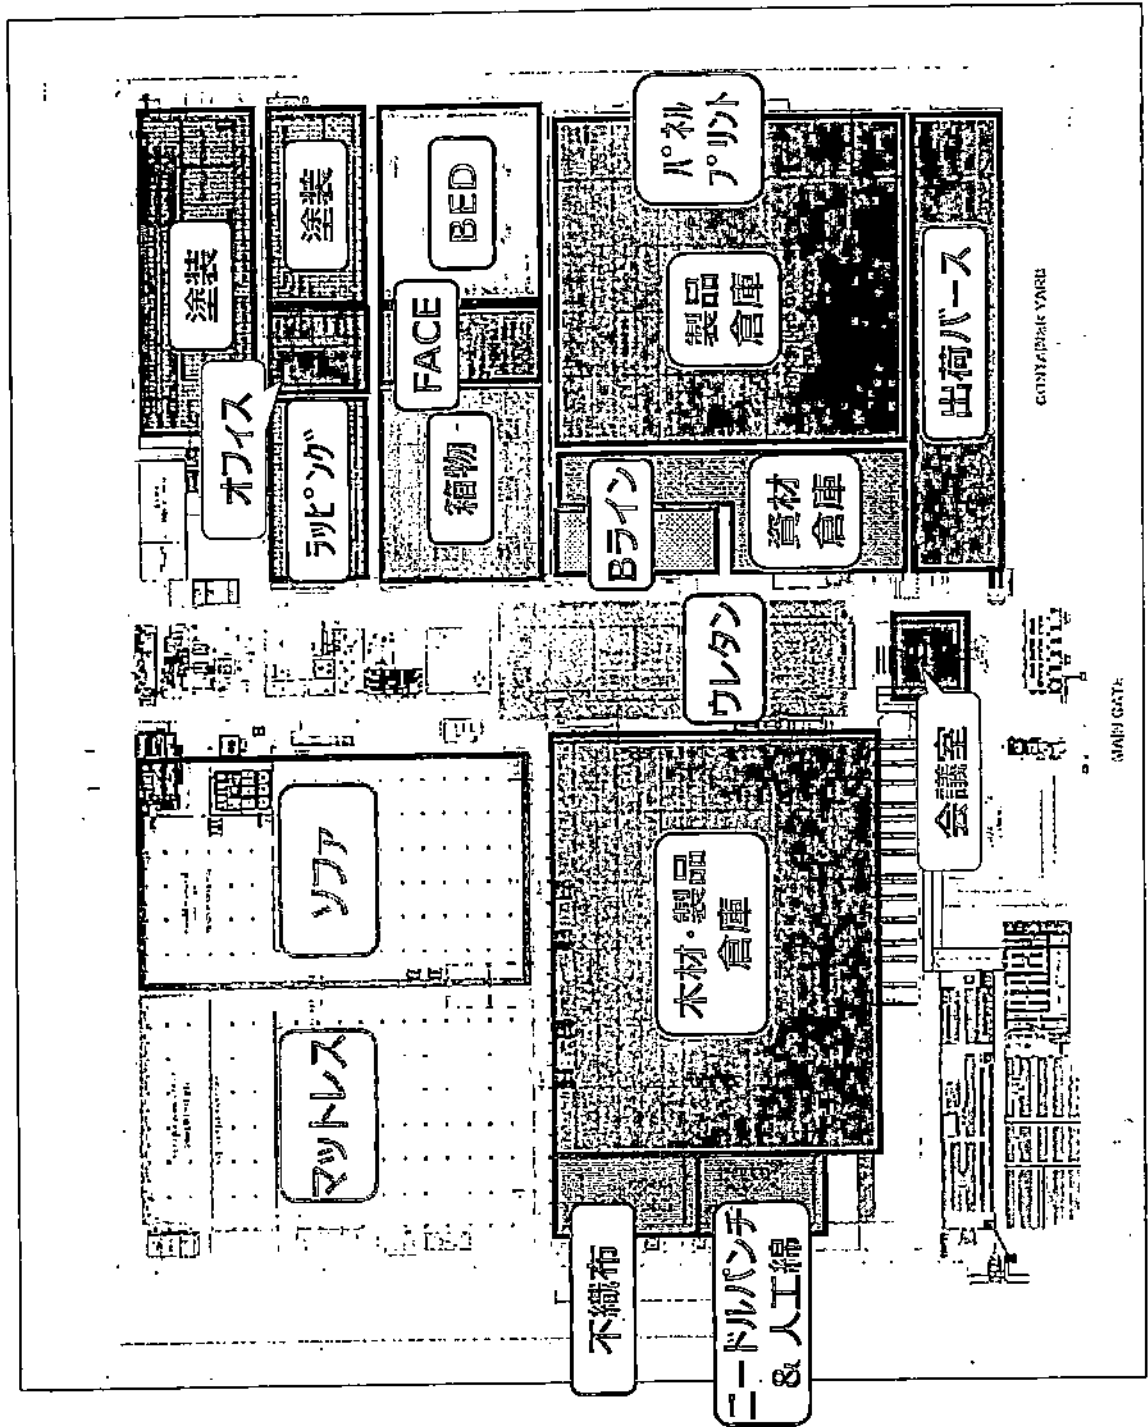 塗装
オフィス
マットレス
ソファ
ラッピング
塗装
箱物
FACE
BED
不織布
Bライン
木材・製品
倉庫
ウレタン
製品
倉庫
パネル
プリント
ニードルパンチ
& 人工綿
資材
倉庫
会議室
出荷バース
CONTAINER YARD
MAIN GATE